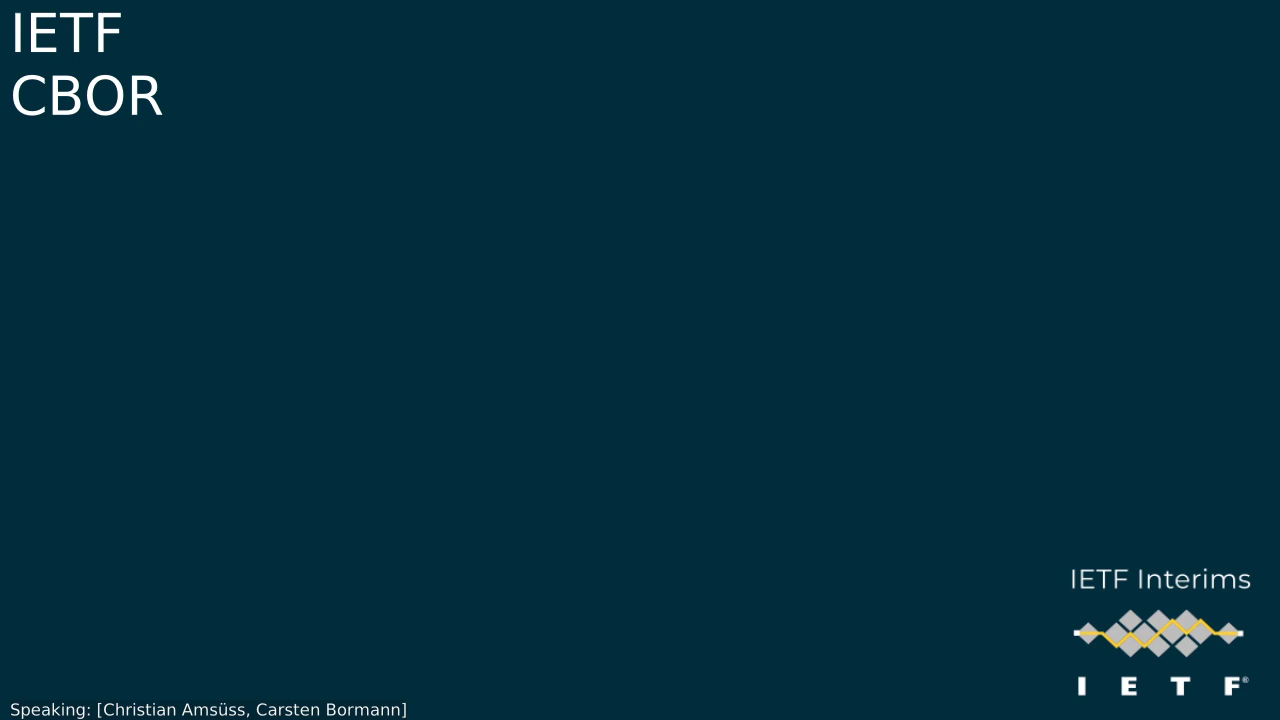 IETF
CBOR
IETF Interims
I E T F®
Speaking: [Christian Amsüss, Carsten Bormann]